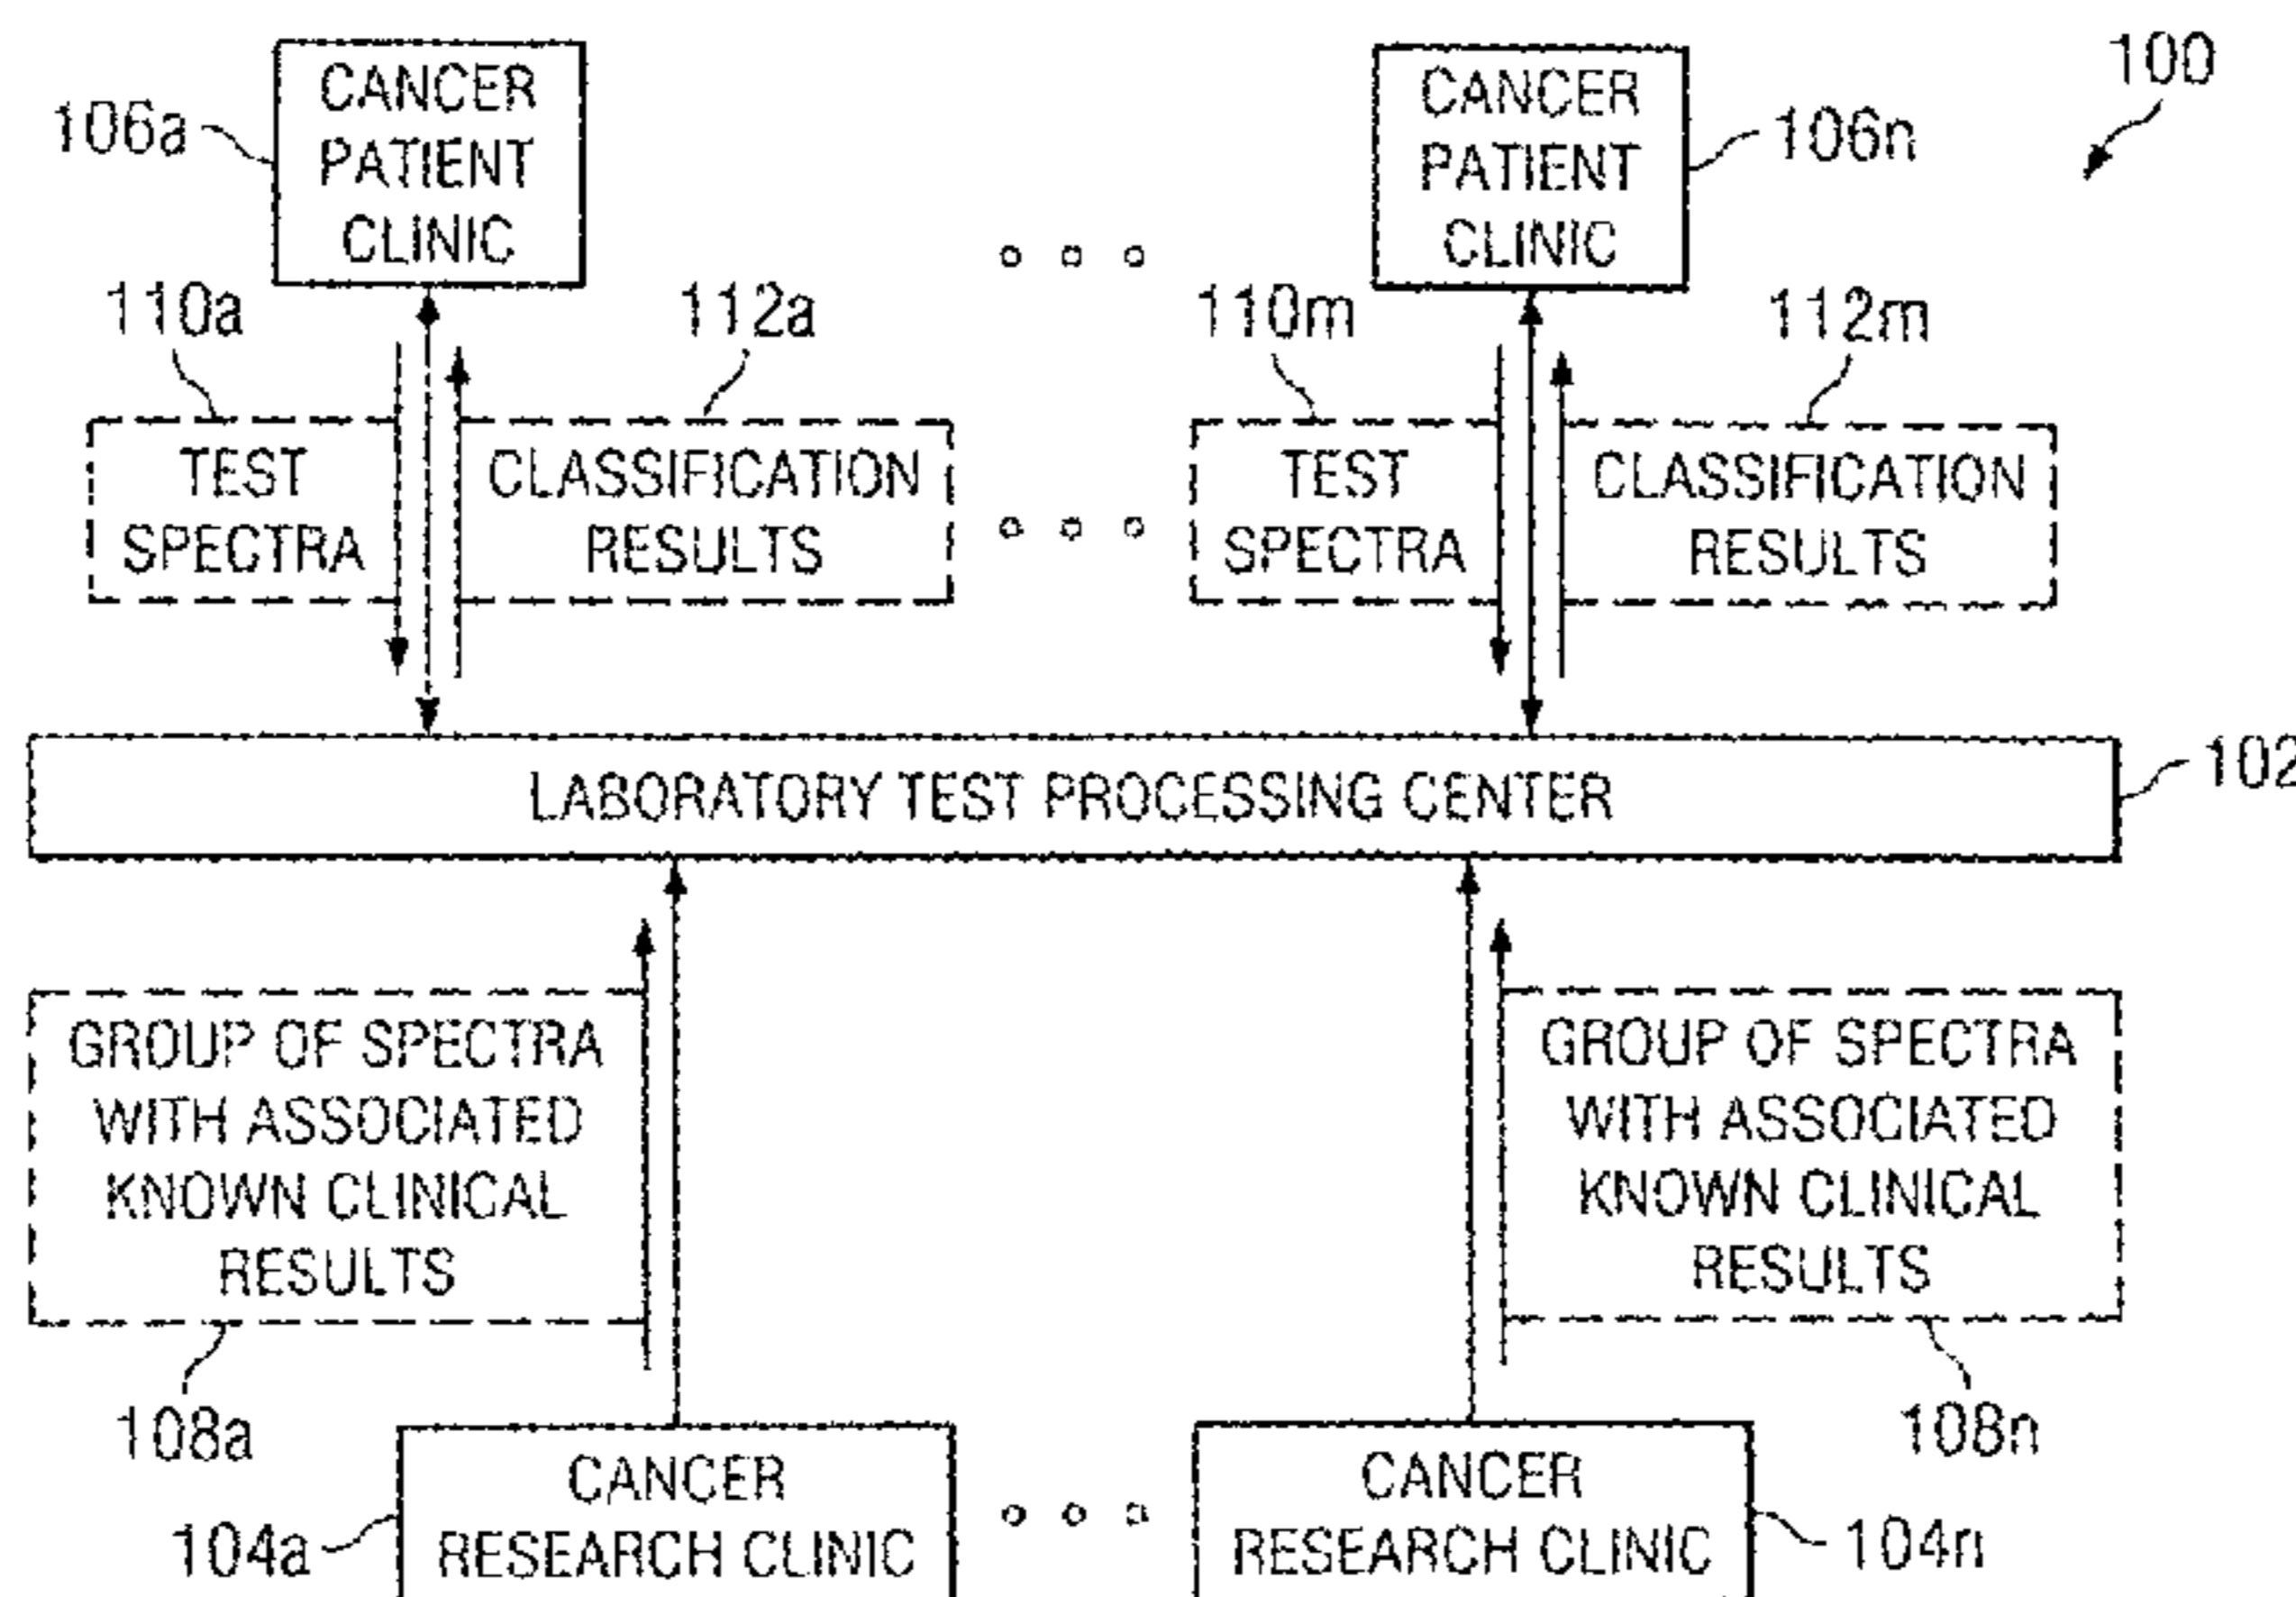 100
CANCER
PATIENT
CLINIC
106a
CANCER
PATIENT
CLINIC
106n
110a
112a
110m
112m
TEST
SPECTRA
CLASSIFICATION
RESULTS
TEST
SPECTRA
CLASSIFICATION
RESULTS
LABORATORY TEST PROCESSING CENTER
102
GROUP OF SPECTRA
WITH ASSOCIATED
KNOWN CLINICAL
RESULTS
GROUP OF SPECTRA
WITH ASSOCIATED
KNOWN CLINICAL
RESULTS
108a
108n
CANCER
RESEARCH CLINIC
104a
CANCER
RESEARCH CLINIC
104n